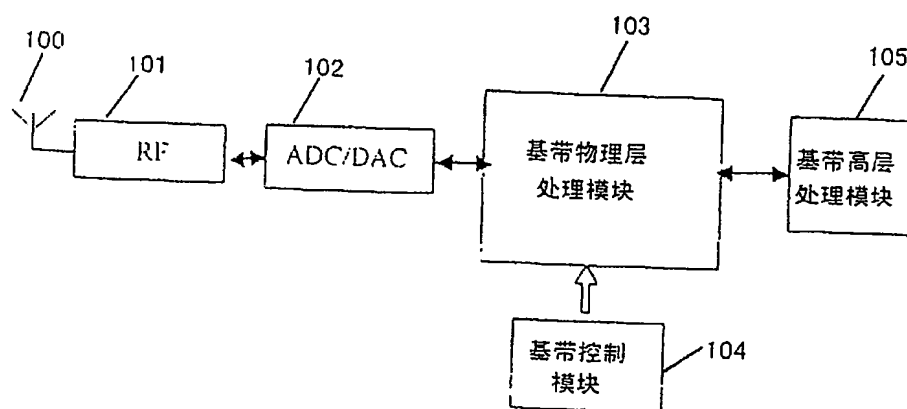 100
101
102
103
105
RF
ADC/DAC
基带物理层
处理模块
基带高层
处理模块
基带控制
模块
104